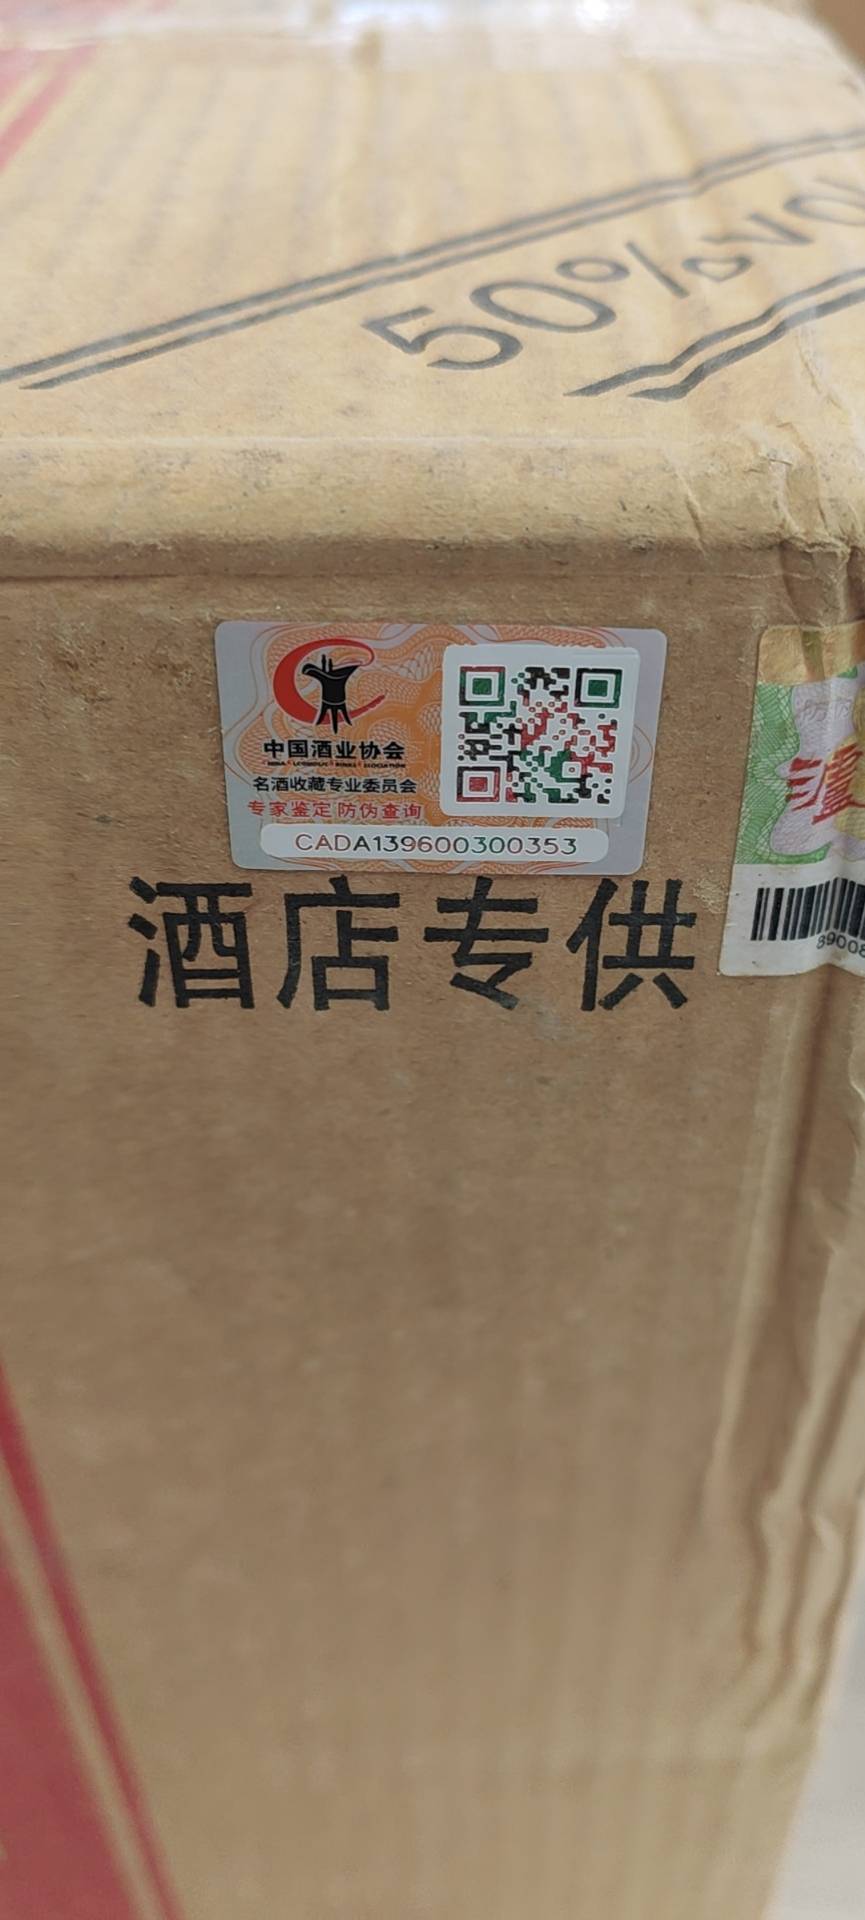 50%vol
中国酒业协会
名酒收藏专业委员会
专家鉴定 防伪查询
CADA139600300353
酒店专供
瀘